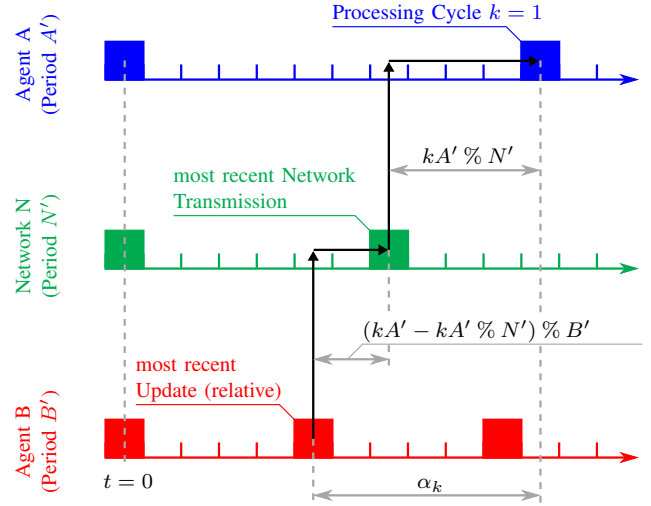 Processing Cycle k = 1
Agent A
(Period A′)
kA′ % N′
most recent Network
Transmission
Network N
(Period N′)
(kA′ − kA′ % N′) % B′
most recent
Update (relative)
Agent B
(Period B′)
t = 0
αₖ